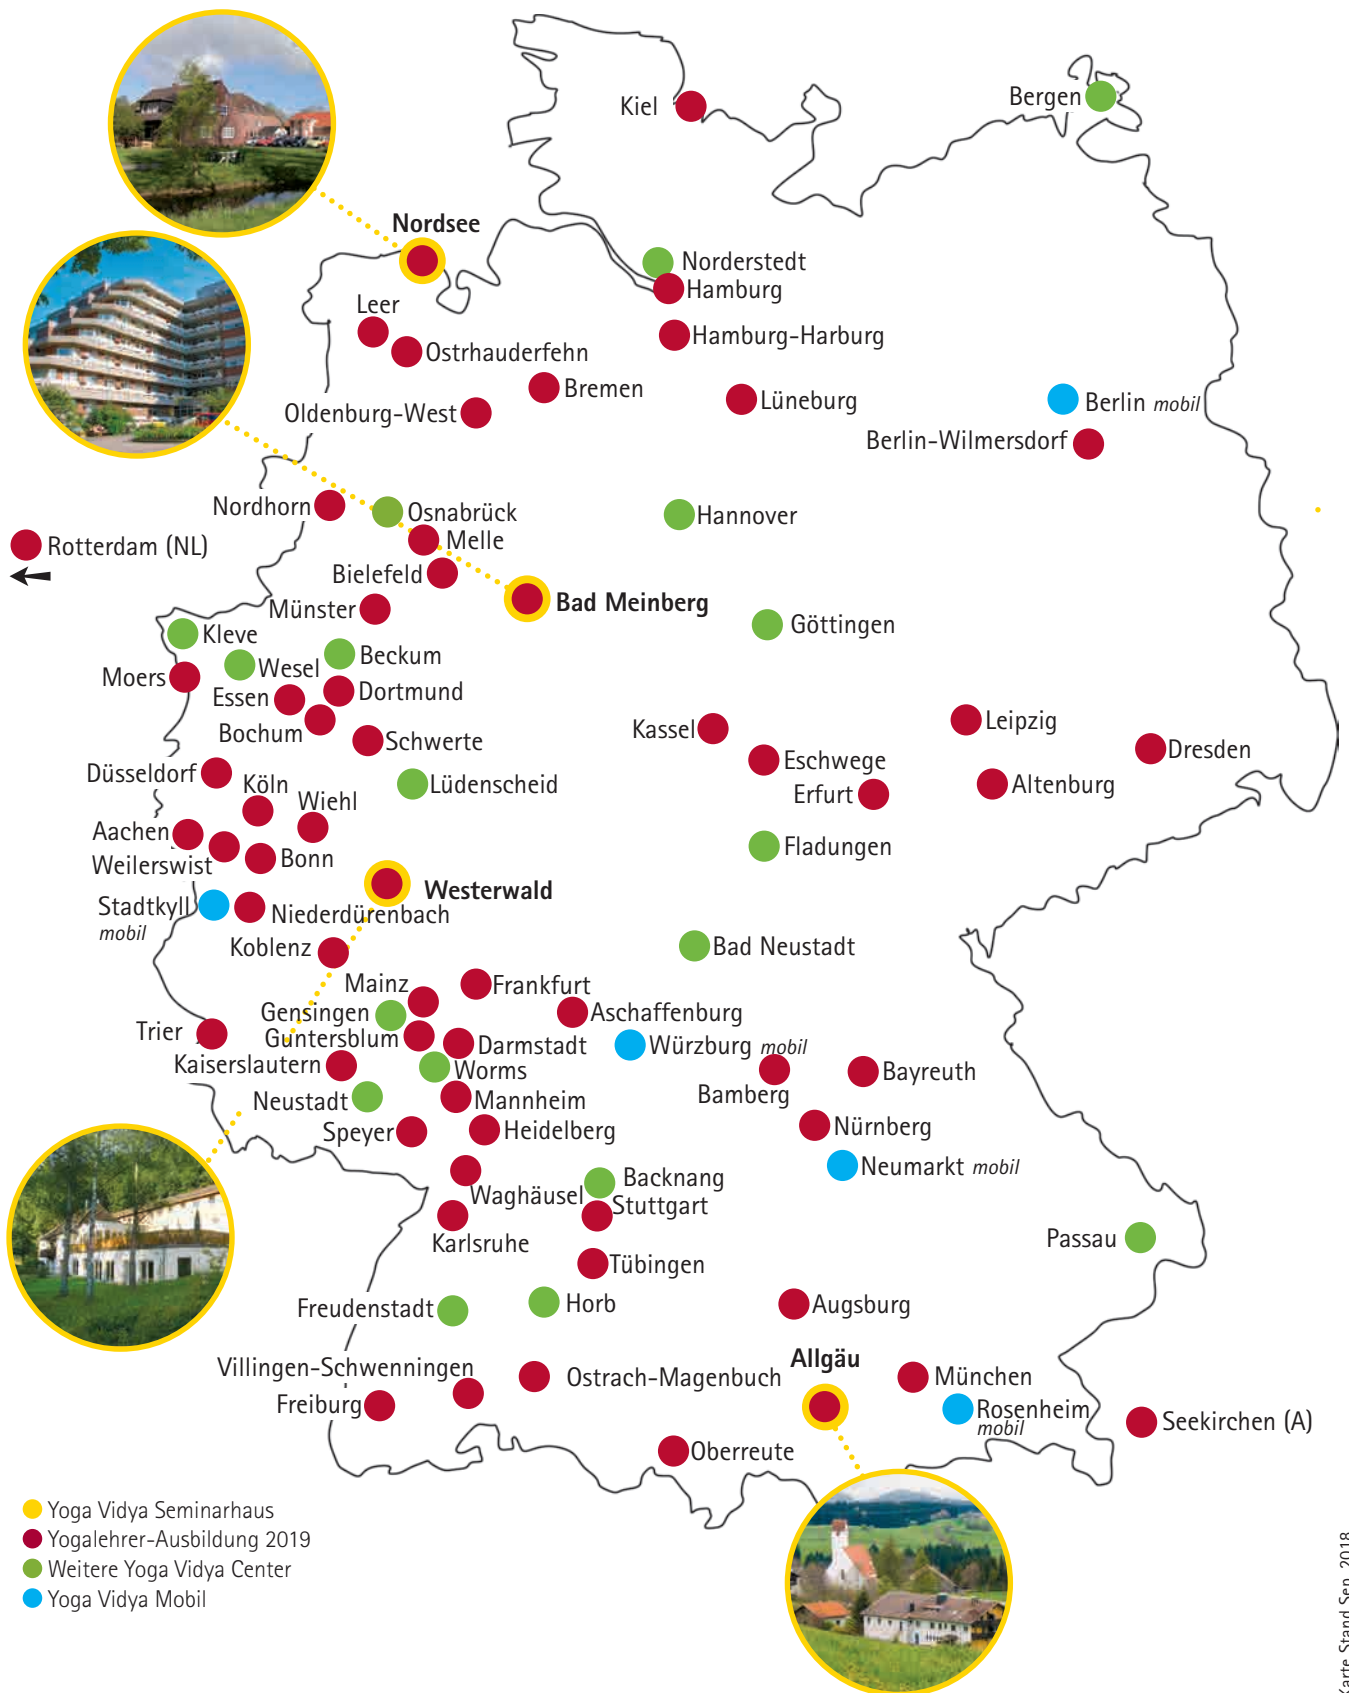 Kiel
Bergen
Nordsee
Norderstedt
Hamburg
Leer
Hamburg-Harburg
Ostrhauderfehn
Bremen
Lüneburg
Berlin mobil
Oldenburg-West
Berlin-Wilmersdorf
Nordhorn
Osnabrück
Hannover
Melle
Rotterdam (NL)
Bielefeld
Bad Meinberg
Münster
Göttingen
Kleve
Beckum
Wesel
Moers
Essen
Dortmund
Leipzig
Kassel
Bochum
Schwerte
Dresden
Eschwege
Düsseldorf
Köln
Lüdenscheid
Erfurt
Altenburg
Wiehl
Aachen
Fladungen
Weilerswist
Bonn
Westerwald
Stadtkyll
mobil
Niederdürenbach
Koblenz
Bad Neustadt
Mainz
Frankfurt
Gensingen
Aschaffenburg
Trier
Guntersblum
Darmstadt
Würzburg mobil
Kaiserslautern
Worms
Bayreuth
Bamberg
Neustadt
Mannheim
Speyer
Heidelberg
Nürnberg
Neumarkt mobil
Backnang
Waghäusel
Stuttgart
Karlsruhe
Passau
Tübingen
Freudenstadt
Horb
Augsburg
Allgäu
Villingen-Schwenningen
Ostrach-Magenbuch
München
Freiburg
Rosenheim
mobil
Seekirchen (A)
Oberreute
Yoga Vidya Seminarhaus
Yogalehrer-Ausbildung 2019
Weitere Yoga Vidya Center
Yoga Vidya Mobil
Karte Stand Sep. 2018